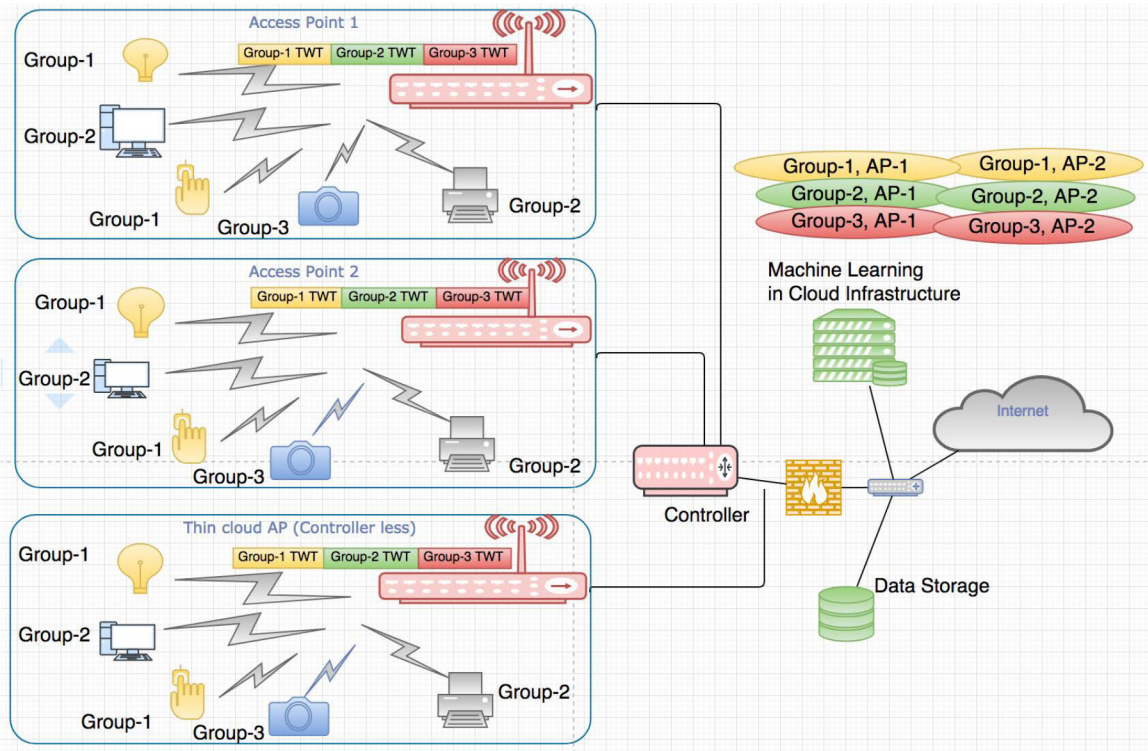 Access Point 1
Group-1
Group-1 TWT Group-2 TWT Group-3 TWT
Group-2
Group-1
Group-3
Group-2
Access Point 2
Group-1
Group-1 TWT Group-2 TWT Group-3 TWT
Group-2
Group-1
Group-3
Group-2
Thin cloud AP (Controller less)
Group-1
Group-1 TWT Group-2 TWT Group-3 TWT
Group-2
Group-1
Group-3
Group-2
Controller
Group-1, AP-1 Group-1, AP-2
Group-2, AP-1 Group-2, AP-2
Group-3, AP-1 Group-3, AP-2
Machine Learning
in Cloud Infrastructure
Internet
Data Storage